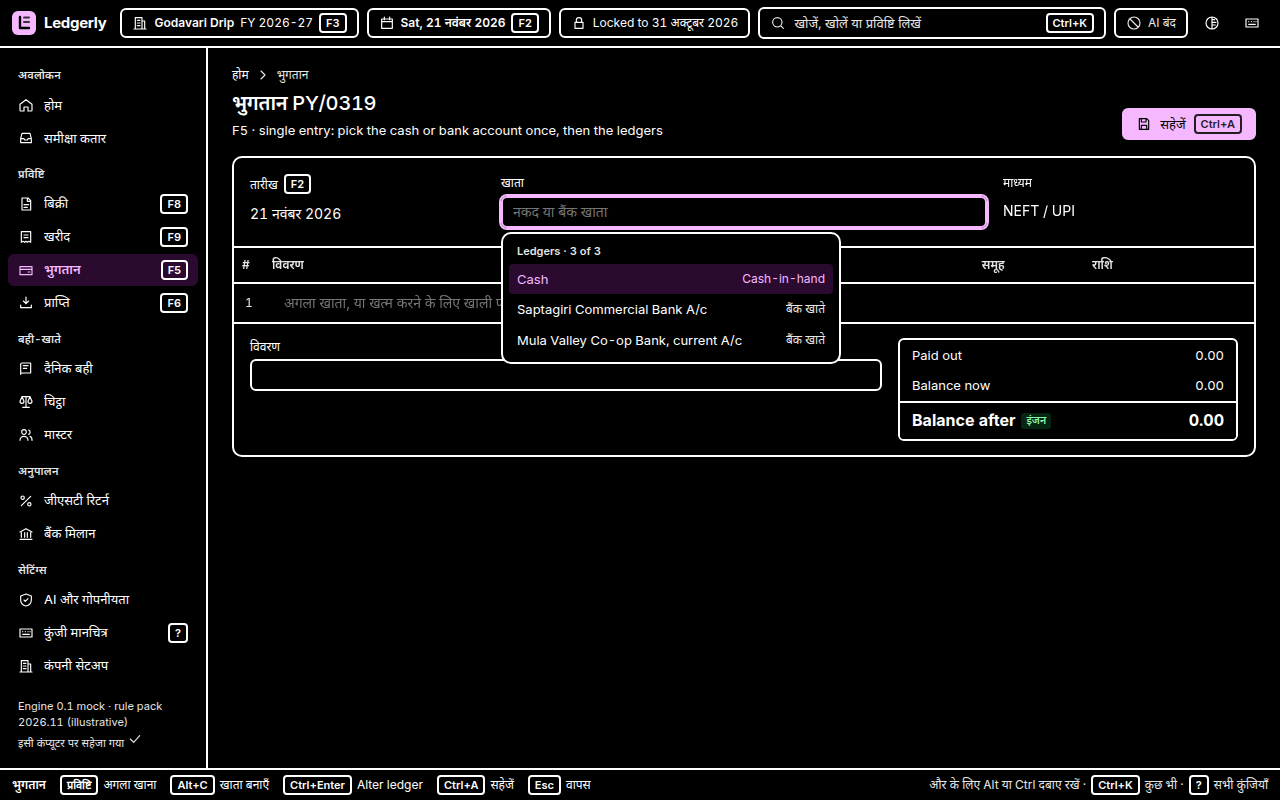 Ledgerly
Godavari Drip FY 2026-27 F3
Sat, 21 नवंबर 2026 F2
Locked to 31 अक्टूबर 2026
खोजें, खोलें या प्रविष्टि लिखें Ctrl+K
AI बंद
अवलोकन
होम
समीक्षा कतार
प्रविष्टि
बिक्री F8
खरीद F9
भुगतान F5
प्राप्ति F6
बही-खाते
दैनिक बही
चिट्ठा
मास्टर
अनुपालन
जीएसटी रिटर्न
बैंक मिलान
सेटिंग्स
AI और गोपनीयता
कुंजी मानचित्र ?
कंपनी सेटअप
Engine 0.1 mock · rule pack
2026.11 (illustrative)
इसी कंप्यूटर पर सहेजा गया
होम > भुगतान
भुगतान PY/0319
F5 · single entry: pick the cash or bank account once, then the ledgers
सहेजें Ctrl+A
तारीख F2
21 नवंबर 2026
खाता
नकद या बैंक खाता
माध्यम
NEFT / UPI
# विवरण समूह राशि
1 अगला खाता, या खत्म करने के लिए खाली
Ledgers · 3 of 3
Cash Cash-in-hand
Saptagiri Commercial Bank A/c बैंक खाते
Mula Valley Co-op Bank, current A/c बैंक खाते
विवरण
Paid out 0.00
Balance now 0.00
Balance after इंजन 0.00
भुगतान प्रविष्टि अगला खाना Alt+C खाता बनाएँ Ctrl+Enter Alter ledger Ctrl+A सहेजें Esc वापस
और के लिए Alt या Ctrl दबाए रखें · Ctrl+K कुछ भी · ? सभी कुंजियाँ